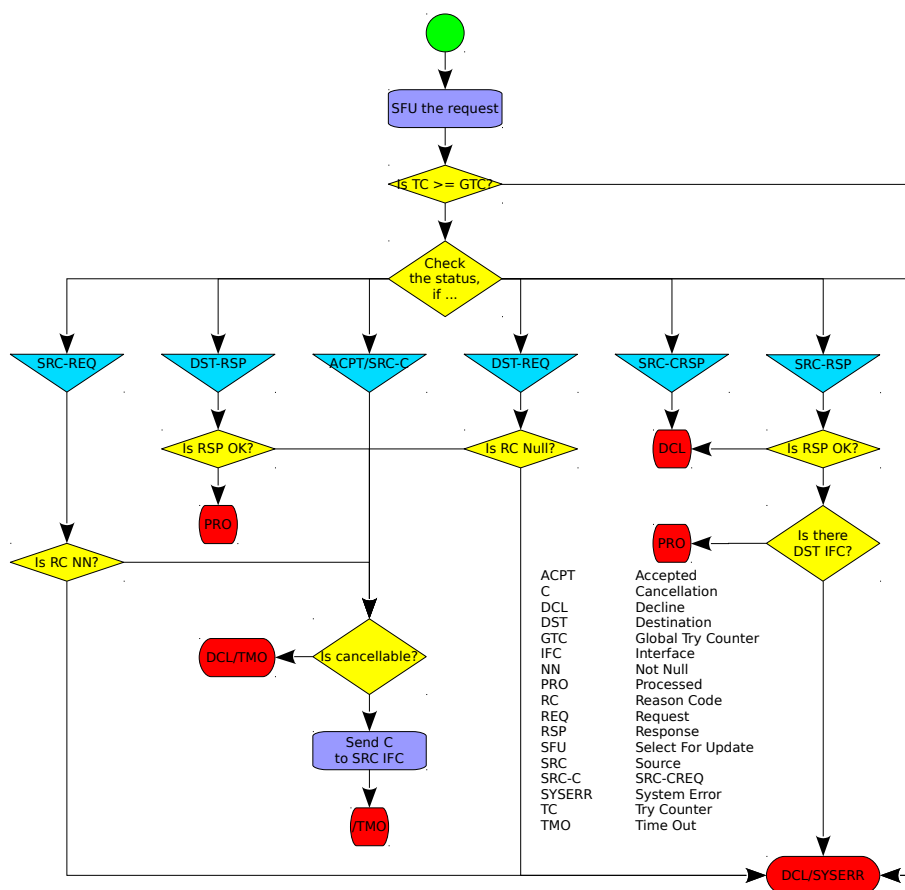 SFU the request
Is TC >= GTC?
Check
the status,
if ...
SRC-REQ
DST-RSP
ACPT/SRC-C
DST-REQ
SRC-CRSP
SRC-RSP
Is RSP OK?
Is RC Null?
DCL
Is RSP OK?
PRO
Is RC NN?
PRO
Is there
DST IFC?
Is cancellable?
DCL/TMO
Send C
to SRC IFC
/TMO
ACPT Accepted
C Cancellation
DCL Decline
DST Destination
GTC Global Try Counter
IFC Interface
NN Not Null
PRO Processed
RC Reason Code
REQ Request
RSP Response
SFU Select For Update
SRC Source
SRC-C SRC-CREQ
SYSERR System Error
TC Try Counter
TMO Time Out
DCL/SYSERR